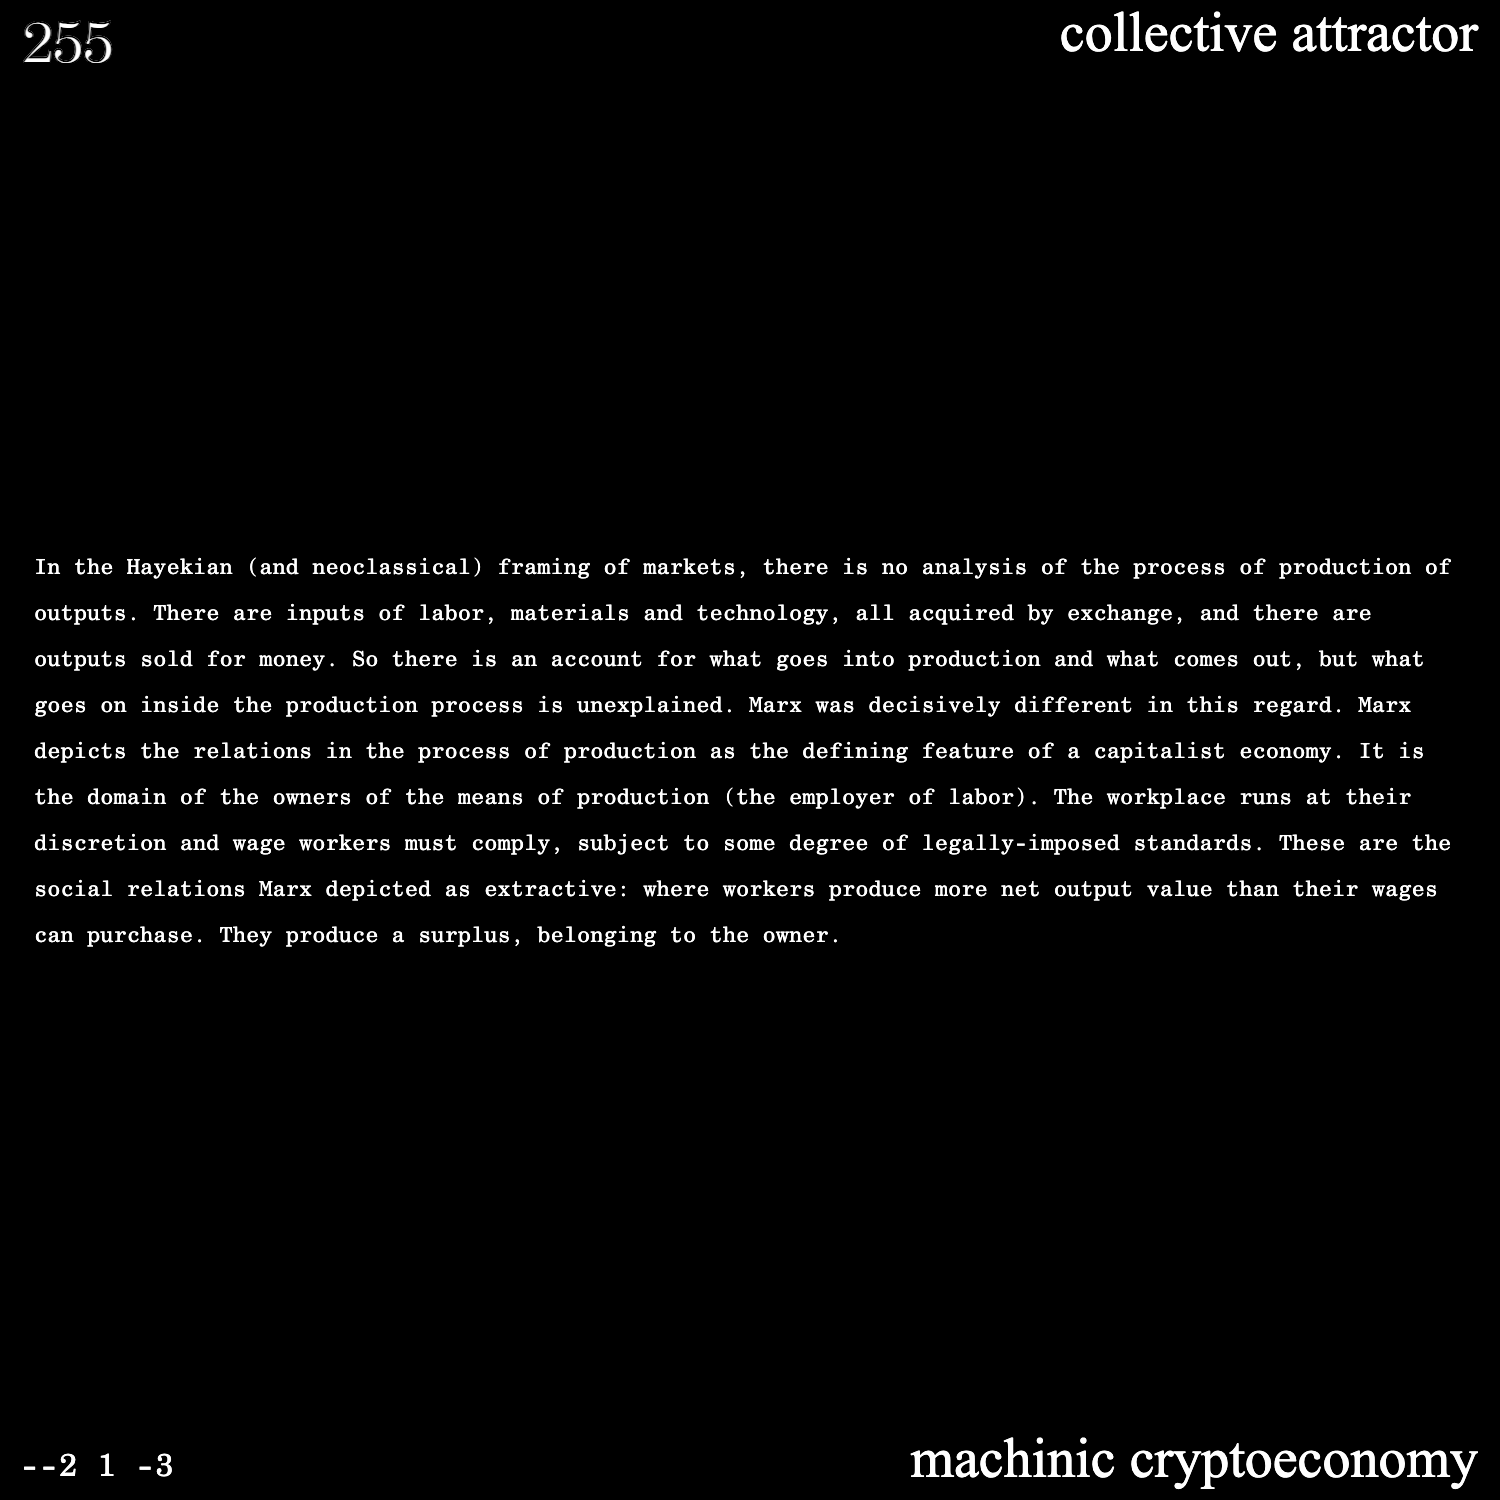 255
collective attractor
In the Hayekian (and neoclassical) framing of markets, there is no analysis of the process of production of
outputs. There are inputs of labor, materials and technology, all acquired by exchange, and there are
outputs sold for money. So there is an account for what goes into production and what comes out, but what
goes on inside the production process is unexplained. Marx was decisively different in this regard. Marx
depicts the relations in the process of production as the defining feature of a capitalist economy. It is
the domain of the owners of the means of production (the employer of labor). The workplace runs at their
discretion and wage workers must comply, subject to some degree of legally-imposed standards. These are the
social relations Marx depicted as extractive: where workers produce more net output value than their wages
can purchase. They produce a surplus, belonging to the owner.
--2 1 -3
machinic cryptoeconomy